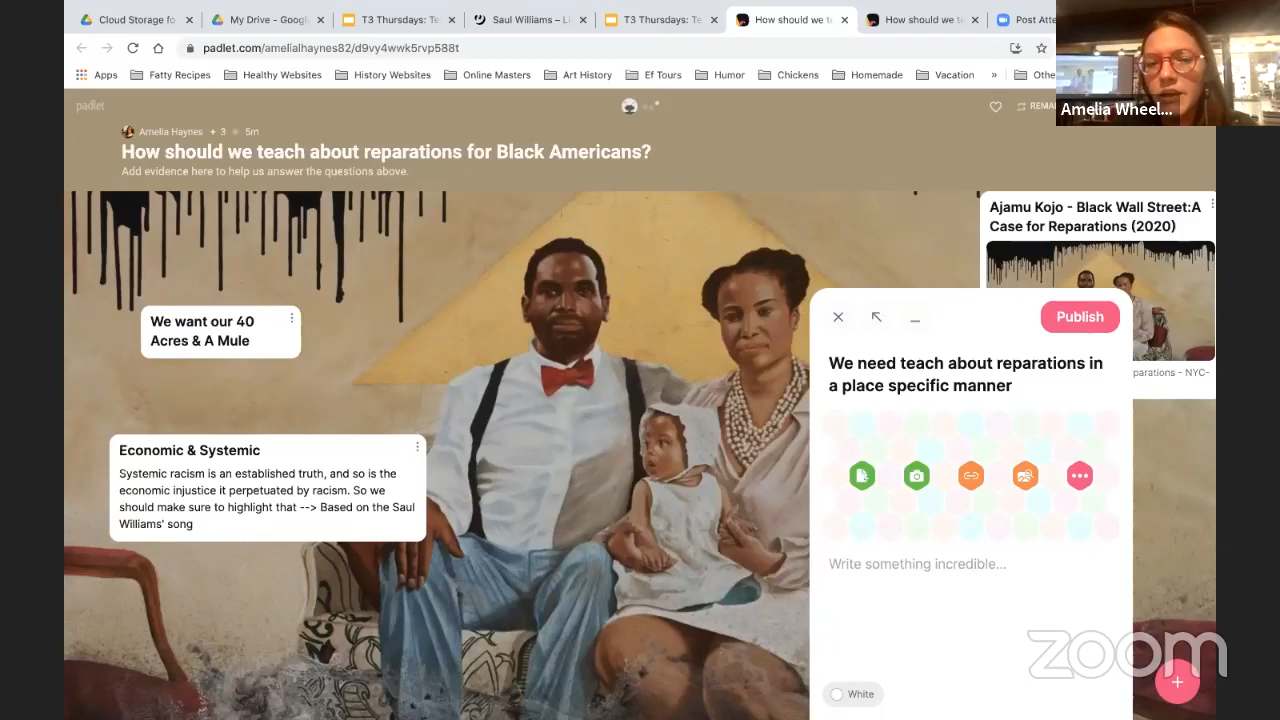 Cloud Storage fo
My Drive - Googl
T3 Thursdays: Te
Saul Williams – Li
T3 Thursdays: Te
How should we t
How should we te
Post Atte
padlet.com/amelialhaynes82/d9vy4wwk5rvp588t
Apps
Fatty Recipes
Healthy Websites
History Websites
Online Masters
Art History
Ef Tours
Humor
Chickens
Homemade
Vacation
»
Othe
Amelia Wheel...
padlet
REMA
Amelia Haynes + 3 5m
How should we teach about reparations for Black Americans?
Add evidence here to help us answer the questions above.
Ajamu Kojo - Black Wall Street:A
Case for Reparations (2020)
parations - NYC-
We want our 40
Acres & A Mule
Economic & Systemic
Systemic racism is an established truth, and so is the
economic injustice it perpetuated by racism. So we
should make sure to highlight that --> Based on the Saul
Williams' song
Publish
We need teach about reparations in
a place specific manner
Write something incredible...
White
zoom